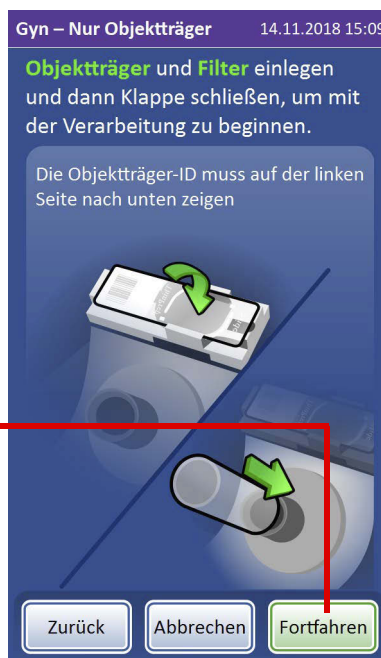 Gyn – Nur Objektträger 14.11.2018 15:09
Objektträger und Filter einlegen
und dann Klappe schließen, um mit
der Verarbeitung zu beginnen.
Die Objektträger-ID muss auf der linken
Seite nach unten zeigen
Zurück Abbrechen Fortfahren